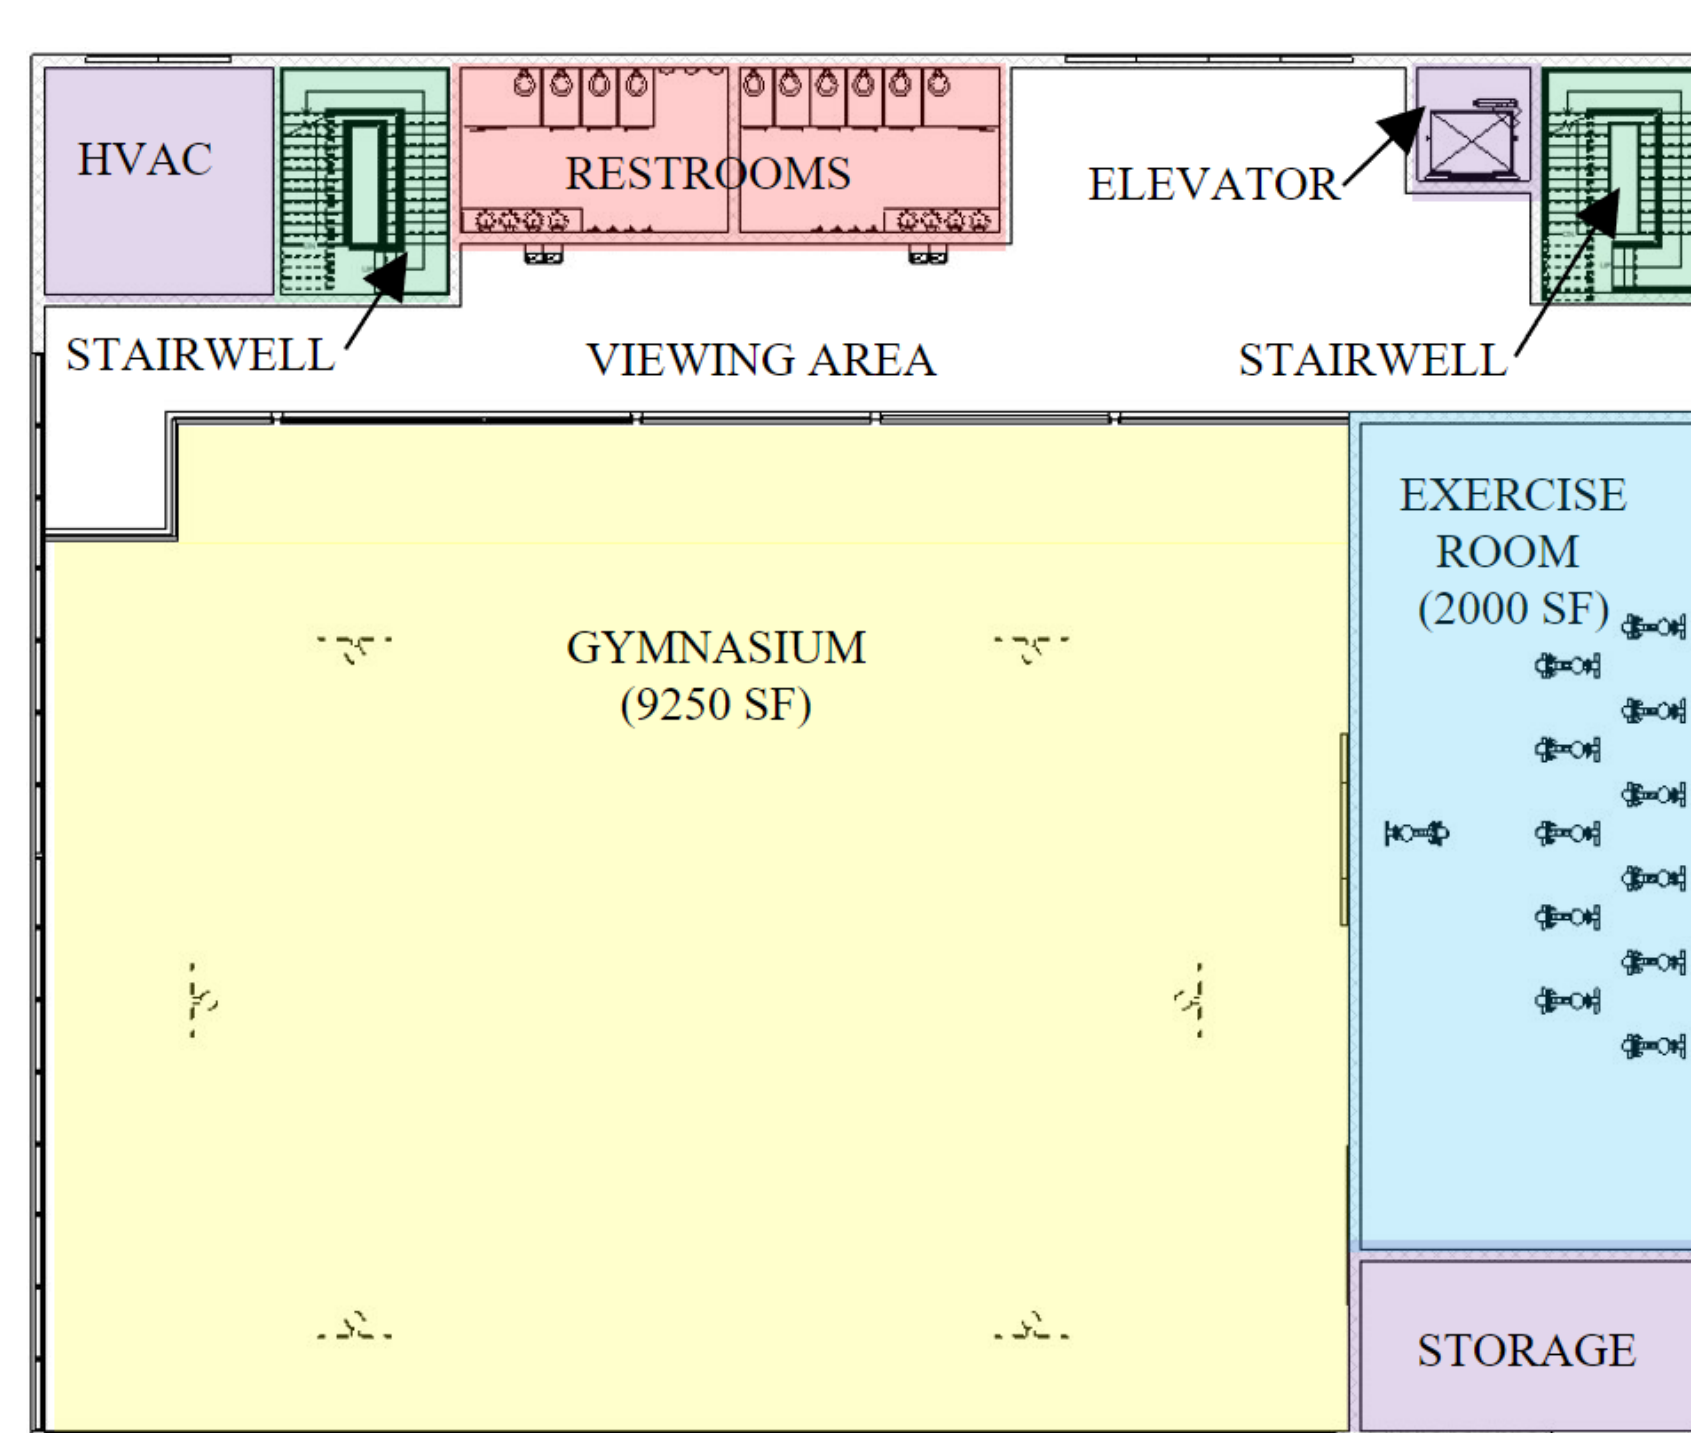 HVAC
RESTROOMS
ELEVATOR
STAIRWELL
VIEWING AREA
STAIRWELL
EXERCISE
ROOM
(2000 SF)
GYMNASIUM
(9250 SF)
STORAGE